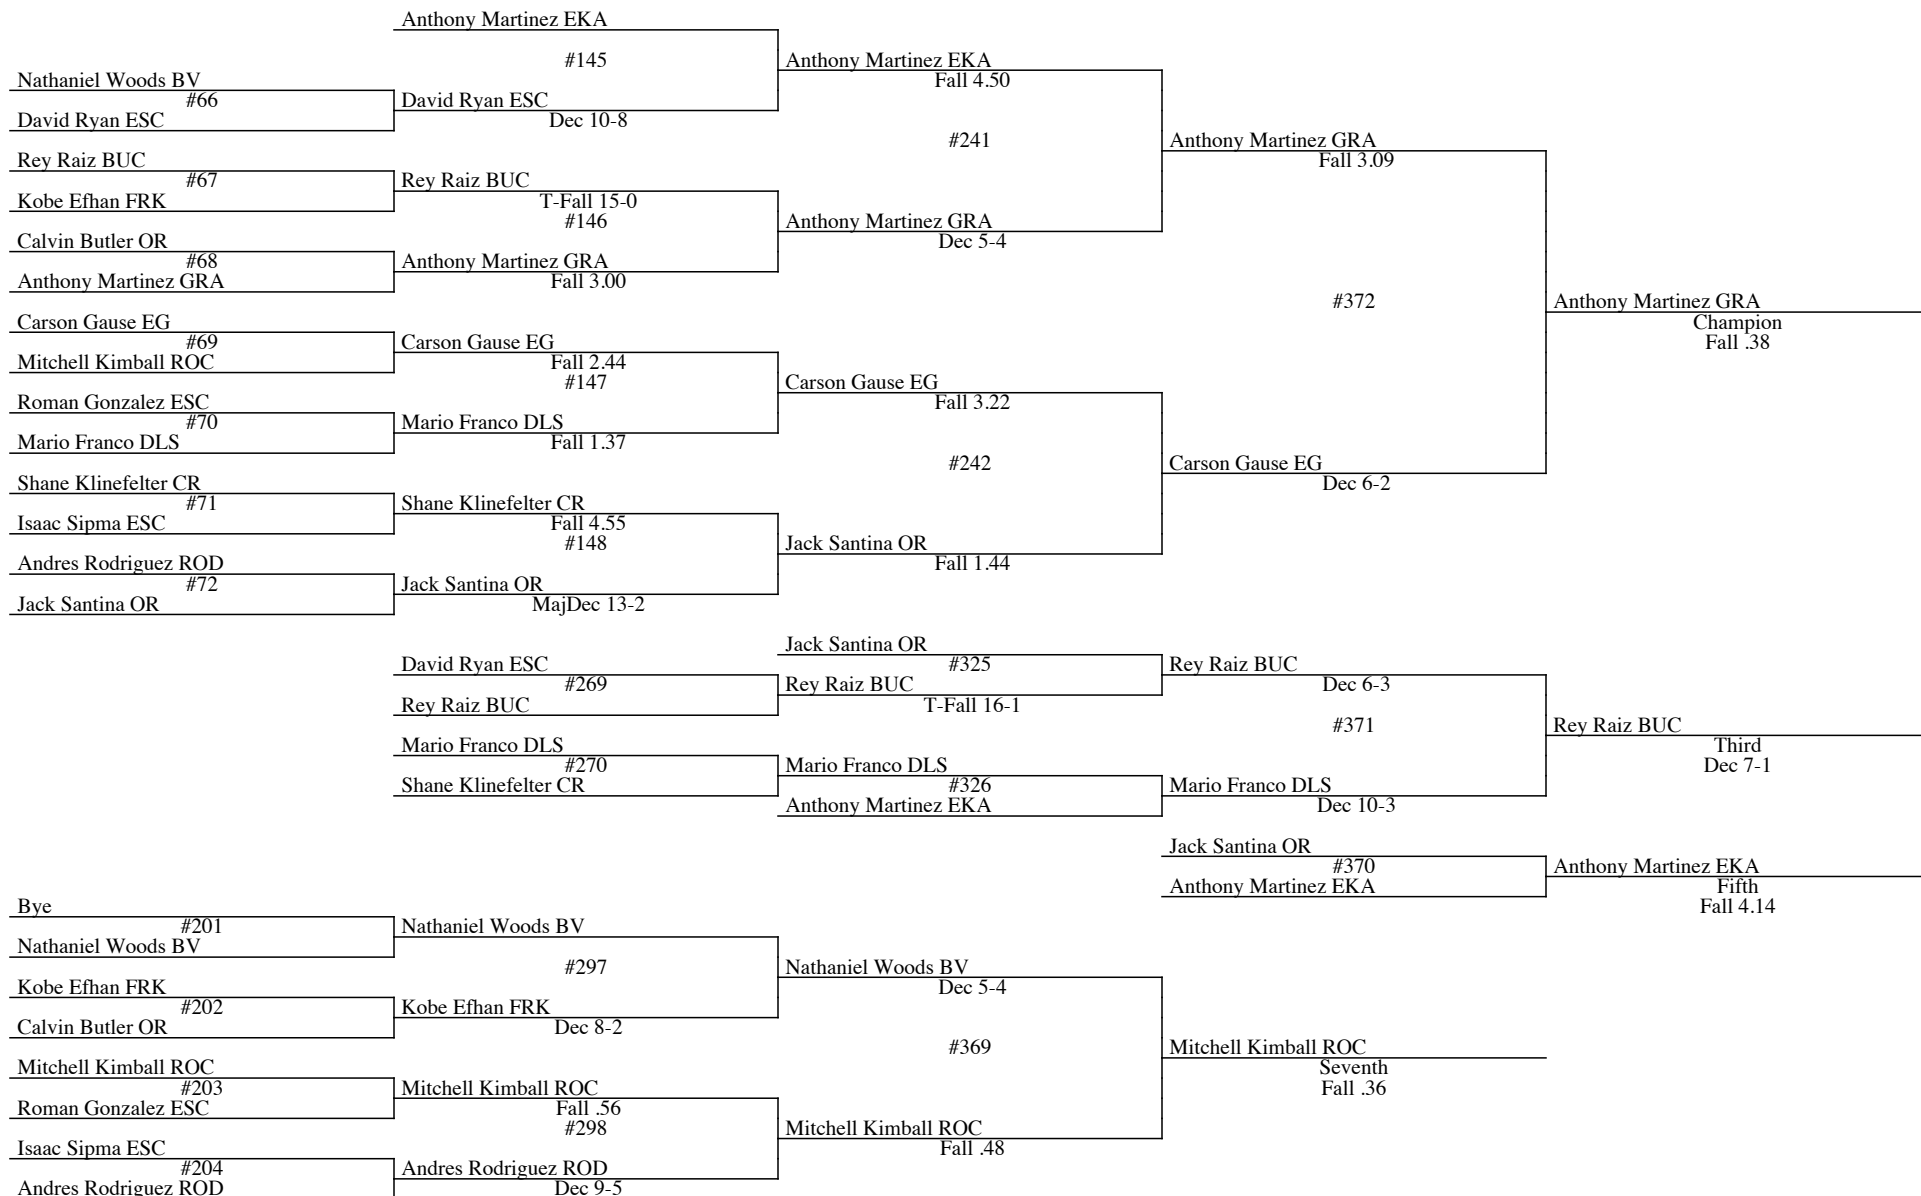 Anthony Martinez EKA
#145
Anthony Martinez EKA
Fall 4.50
Nathaniel Woods BV
#66
David Ryan ESC
David Ryan ESC
Dec 10-8
#241
Anthony Martinez GRA
Fall 3.09
Rey Raiz BUC
#67
Kobe Efhan FRK
Rey Raiz BUC
T-Fall 15-0
#146
Anthony Martinez GRA
Dec 5-4
Calvin Butler OR
#68
Anthony Martinez GRA
Anthony Martinez GRA
Fall 3.00
#372
Anthony Martinez GRA
Champion
Fall .38
Carson Gause EG
#69
Mitchell Kimball ROC
Carson Gause EG
Fall 2.44
#147
Carson Gause EG
Fall 3.22
Roman Gonzalez ESC
#70
Mario Franco DLS
Mario Franco DLS
Fall 1.37
#242
Carson Gause EG
Dec 6-2
Shane Klinefelter CR
#71
Isaac Sipma ESC
Shane Klinefelter CR
Fall 4.55
#148
Jack Santina OR
Fall 1.44
Andres Rodriguez ROD
#72
Jack Santina OR
Jack Santina OR
MajDec 13-2
Jack Santina OR
#325
Rey Raiz BUC
Dec 6-3
David Ryan ESC
#269
Rey Raiz BUC
Rey Raiz BUC
T-Fall 16-1
#371
Rey Raiz BUC
Third
Dec 7-1
Mario Franco DLS
#270
Shane Klinefelter CR
Mario Franco DLS
#326
Anthony Martinez EKA
Mario Franco DLS
Dec 10-3
Jack Santina OR
#370
Anthony Martinez EKA
Anthony Martinez EKA
Fifth
Fall 4.14
Bye
#201
Nathaniel Woods BV
Nathaniel Woods BV
#297
Nathaniel Woods BV
Dec 5-4
Kobe Efhan FRK
#202
Calvin Butler OR
Kobe Efhan FRK
Dec 8-2
#369
Mitchell Kimball ROC
Seventh
Fall .36
Mitchell Kimball ROC
#203
Roman Gonzalez ESC
Mitchell Kimball ROC
Fall .56
#298
Mitchell Kimball ROC
Fall .48
Isaac Sipma ESC
#204
Andres Rodriguez ROD
Andres Rodriguez ROD
Dec 9-5